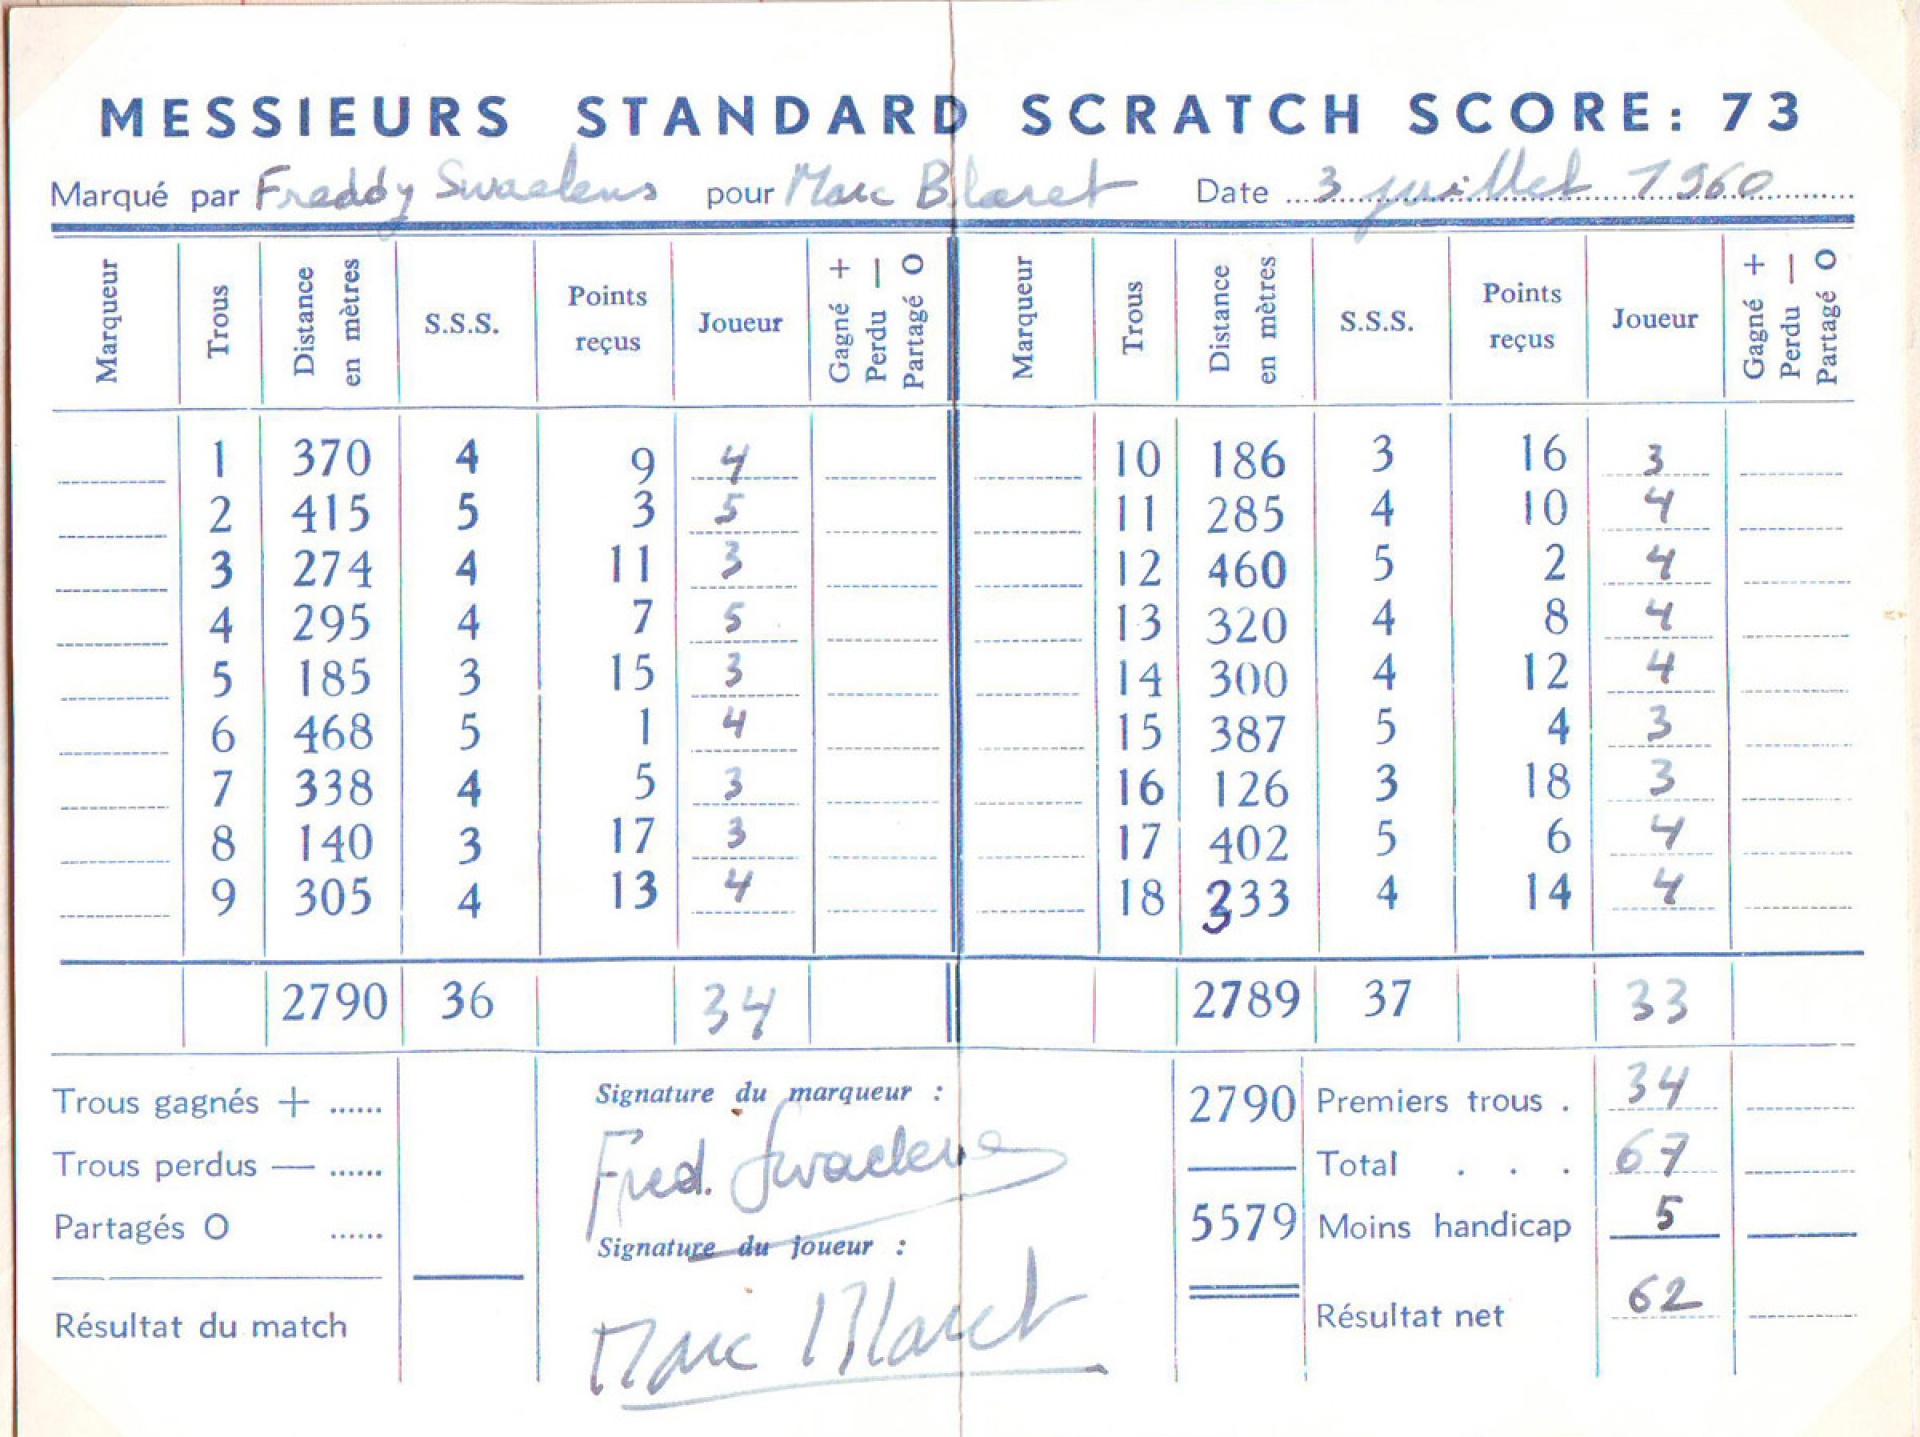 MESSIEURS STANDARD SCRATCH SCORE: 73
Marqué par Freddy Swaelens pour Marc Blaret Date 3 juillet 1960
Marqueur Trous Distance en mètres S.S.S. Points reçus Joueur Gagné + Perdu — Partagé O Marqueur Trous Distance en mètres S.S.S. Points reçus Joueur Gagné + Perdu — Partagé O
1 370 4 9 4 10 186 3 16 3
2 415 5 3 5 11 285 4 10 4
3 274 4 11 3 12 460 5 2 4
4 295 4 7 5 13 320 4 8 4
5 185 3 15 3 14 300 4 12 4
6 468 5 1 4 15 387 5 4 3
7 338 4 5 3 16 126 3 18 3
8 140 3 17 3 17 402 5 6 4
9 305 4 13 4 18 333 4 14 4
2790 36 34 2789 37 33
Trous gagnés + ...... Signature du marqueur : 2790 Premiers trous . 34
Trous perdus — ...... Fred. Swaelens Total . . . 67
Partagés O ...... Signature du joueur : 5579 Moins handicap 5
Résultat du match Marc Blaret Résultat net 62